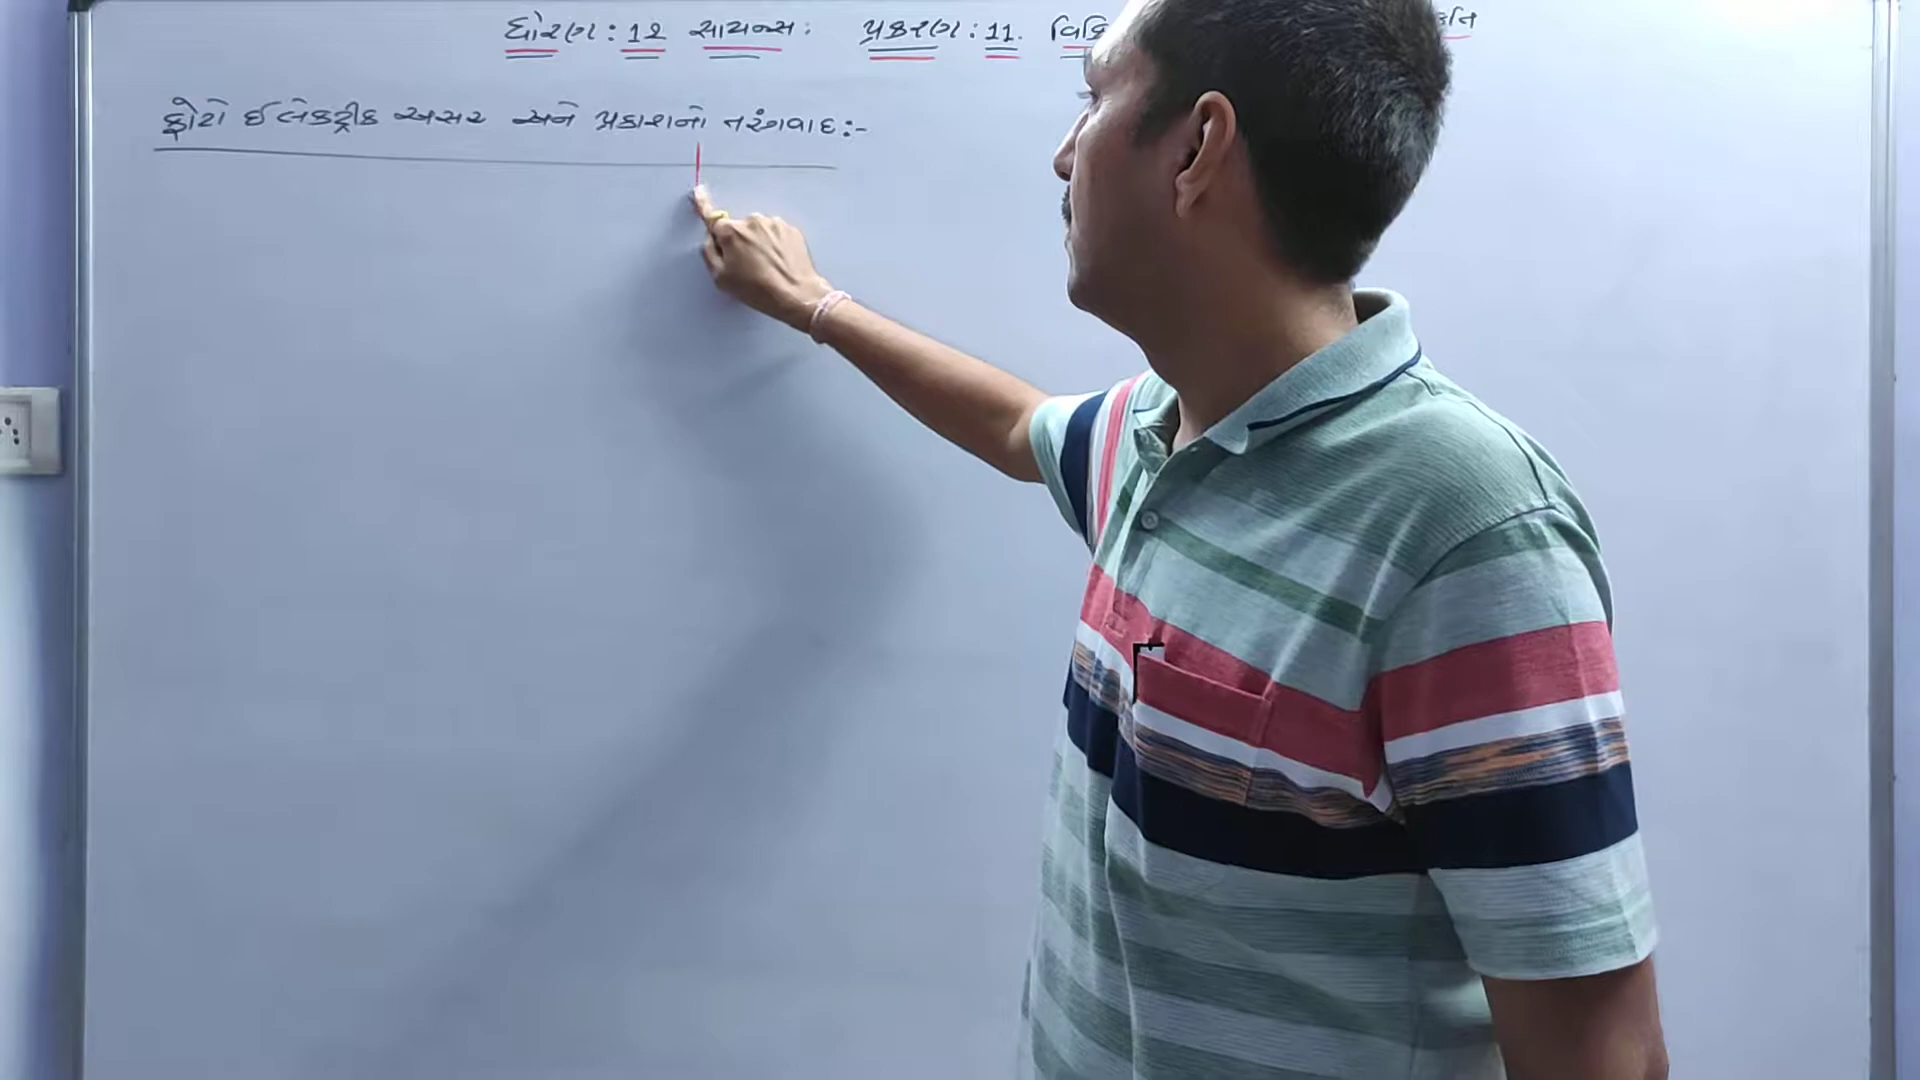 ધોરણ : 12 સાયન્સ : પ્રકરણ : 11. વિકિ
ફોટો ઈલેક્ટ્રીક અસર અને પ્રકાશનો તરંગવાદ :-